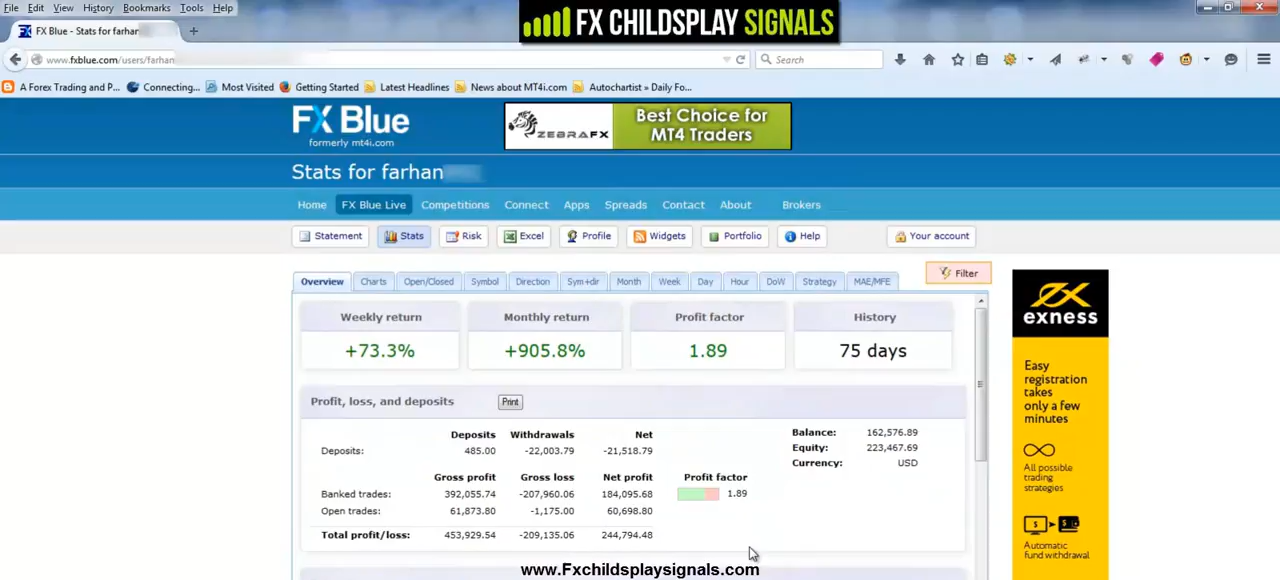 File Edit View History Bookmarks Tools Help
FX CHILDSPLAY SIGNALS
FX Blue - Stats for farhan
www.fxblue.com/users/farhan
Search
A Forex Trading and P... Connecting... Most Visited Getting Started Latest Headlines News about MT4i.com Autochartist » Daily Fo...
FX Blue
formerly mt4i.com
ZEBRAFX
Best Choice for
MT4 Traders
Stats for farhan
Home FX Blue Live Competitions Connect Apps Spreads Contact About Brokers
Statement Stats Risk Excel Profile Widgets Portfolio Help Your account
Filter
Overview Charts Open/Closed Symbol Direction Sym+dir Month Week Day Hour DoW Strategy MAE/MFE
Weekly return Monthly return Profit factor History
+73.3% +905.8% 1.89 75 days
Profit, loss, and deposits Print
Deposits Withdrawals Net
Deposits: 485.00 -22,003.79 -21,518.79
Gross profit Gross loss Net profit Profit factor
Banked trades: 392,055.74 -207,960.06 184,095.68 1.89
Open trades: 61,873.80 -1,175.00 60,698.80
Total profit/loss: 453,929.54 -209,135.06 244,794.48
Balance: 162,576.89
Equity: 223,467.69
Currency: USD
exness
Easy
registration
takes
only a few
minutes
All possible
trading
strategies
$
Automatic
fund withdrawal
www.Fxchildsplaysignals.com